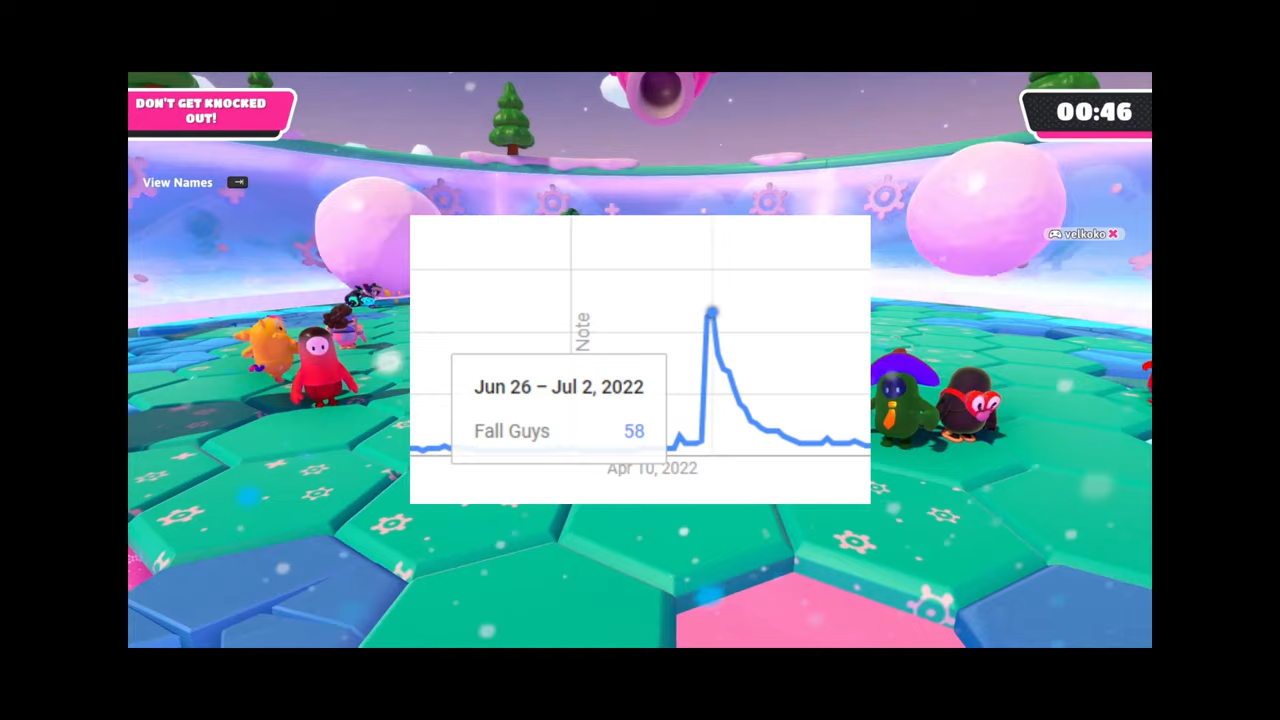 DON'T GET KNOCKED
OUT!
00:46
View Names
velkoko
Note
Jun 26 – Jul 2, 2022
Fall Guys 58
Apr 10, 2022